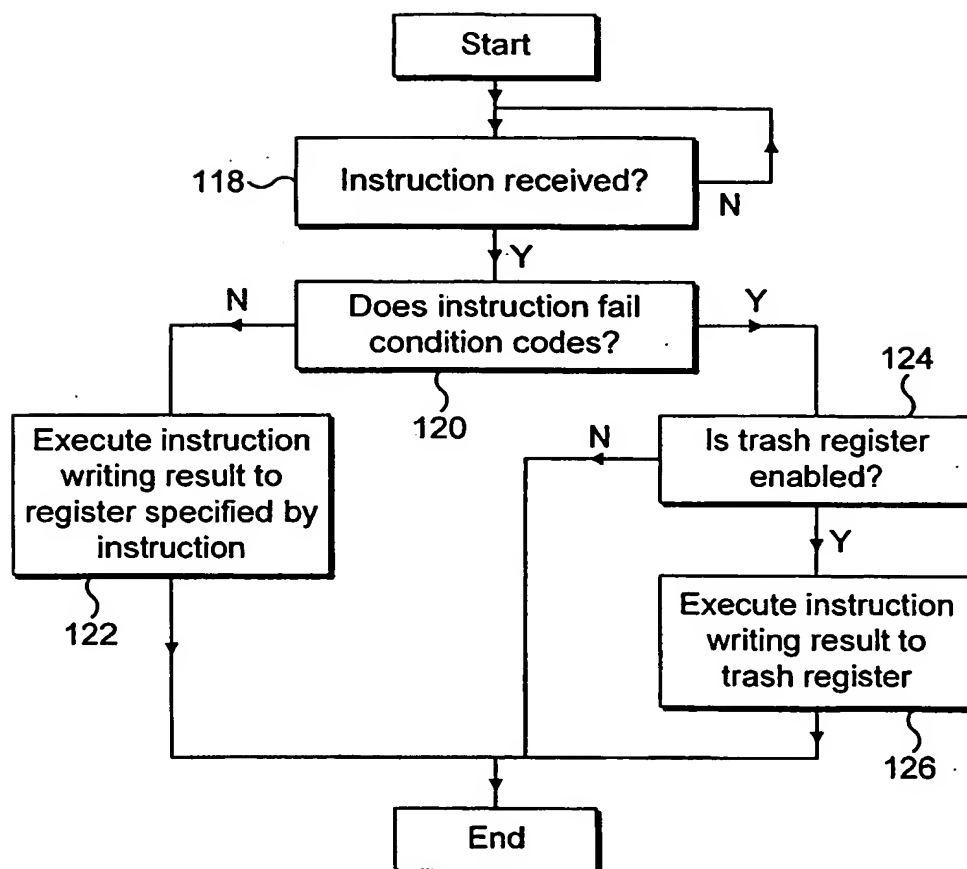 Start
118
Instruction received?
N
Y
N
Does instruction fail
condition codes?
Y
120
124
Execute instruction
writing result to
register specified by
instruction
122
N
Is trash register
enabled?
Y
Execute instruction
writing result to
trash register
126
End